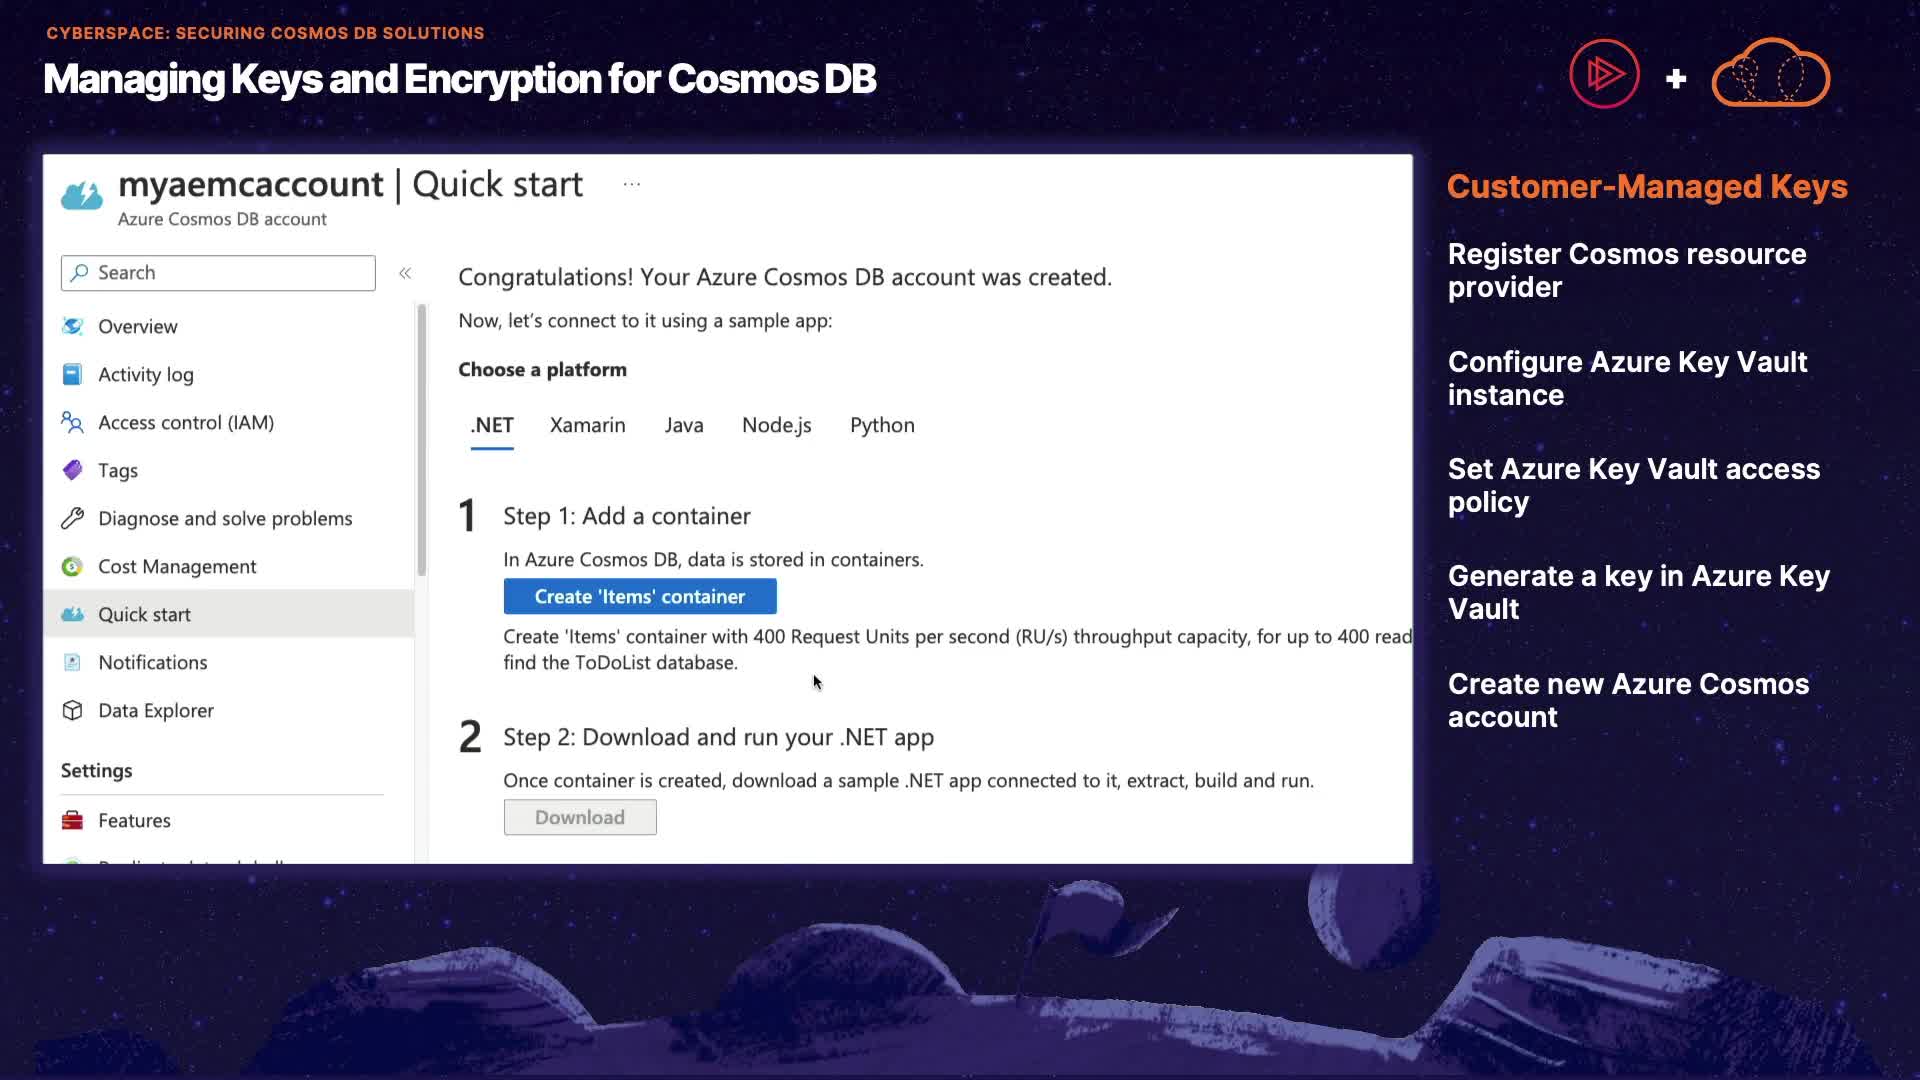 CYBERSPACE: SECURING COSMOS DB SOLUTIONS
Managing Keys and Encryption for Cosmos DB
+
myaemcaccount | Quick start ...
Azure Cosmos DB account
Search
«
Overview
Activity log
Access control (IAM)
Tags
Diagnose and solve problems
Cost Management
Quick start
Notifications
Data Explorer
Settings
Features
Congratulations! Your Azure Cosmos DB account was created.
Now, let's connect to it using a sample app:
Choose a platform
.NET Xamarin Java Node.js Python
1 Step 1: Add a container
In Azure Cosmos DB, data is stored in containers.
Create 'Items' container
Create 'Items' container with 400 Request Units per second (RU/s) throughput capacity, for up to 400 read
find the ToDoList database.
2 Step 2: Download and run your .NET app
Once container is created, download a sample .NET app connected to it, extract, build and run.
Download
Customer-Managed Keys
Register Cosmos resource
provider
Configure Azure Key Vault
instance
Set Azure Key Vault access
policy
Generate a key in Azure Key
Vault
Create new Azure Cosmos
account